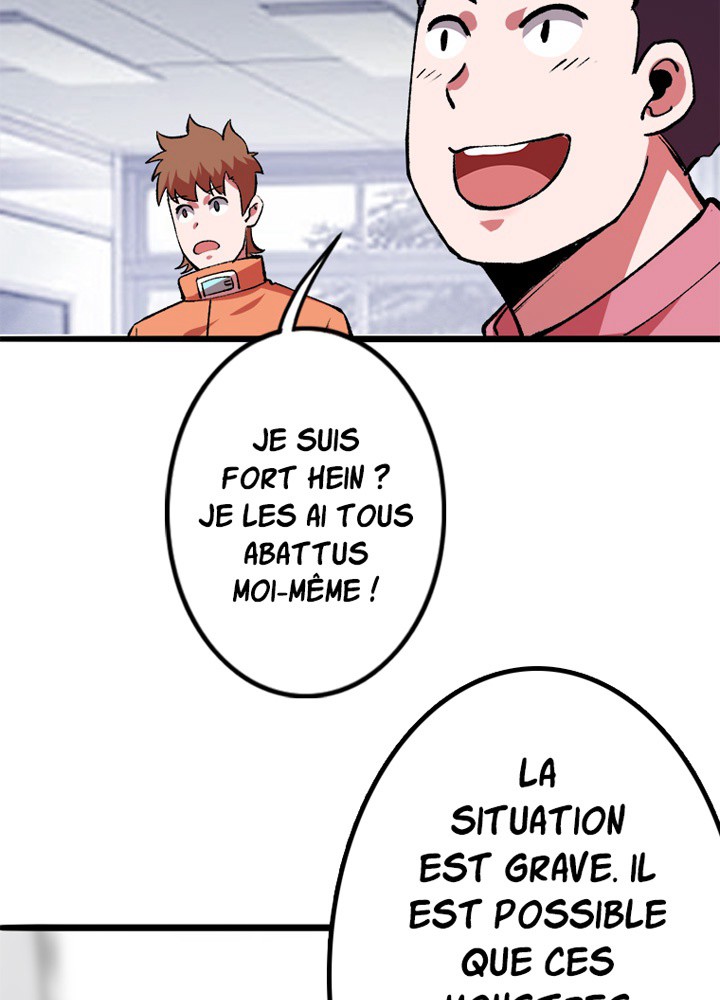 JE SUIS
FORT HEIN ?
JE LES AI TOUS
ABATTUS
MOI-MÊME !
LA
SITUATION
EST GRAVE. IL
EST POSSIBLE
QUE CES